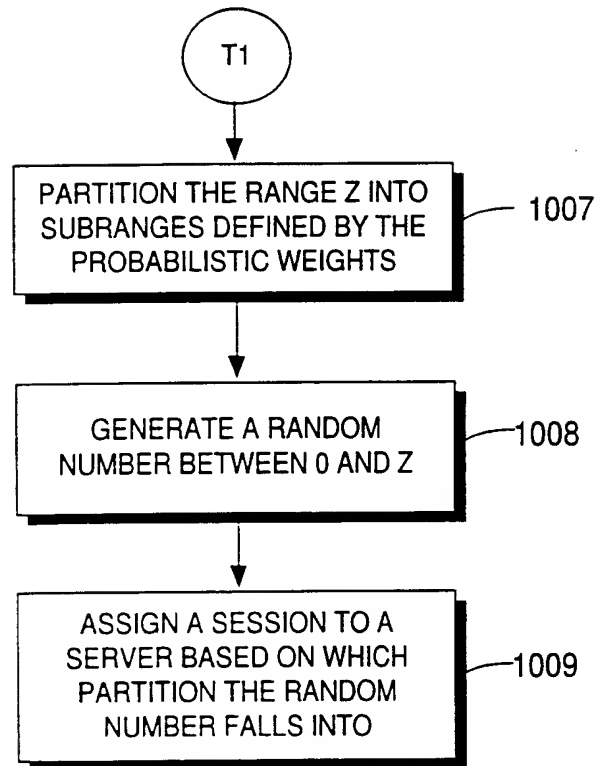 T1
PARTITION THE RANGE Z INTO
SUBRANGES DEFINED BY THE
PROBABILISTIC WEIGHTS
1007
GENERATE A RANDOM
NUMBER BETWEEN 0 AND Z
1008
ASSIGN A SESSION TO A
SERVER BASED ON WHICH
PARTITION THE RANDOM
NUMBER FALLS INTO
1009